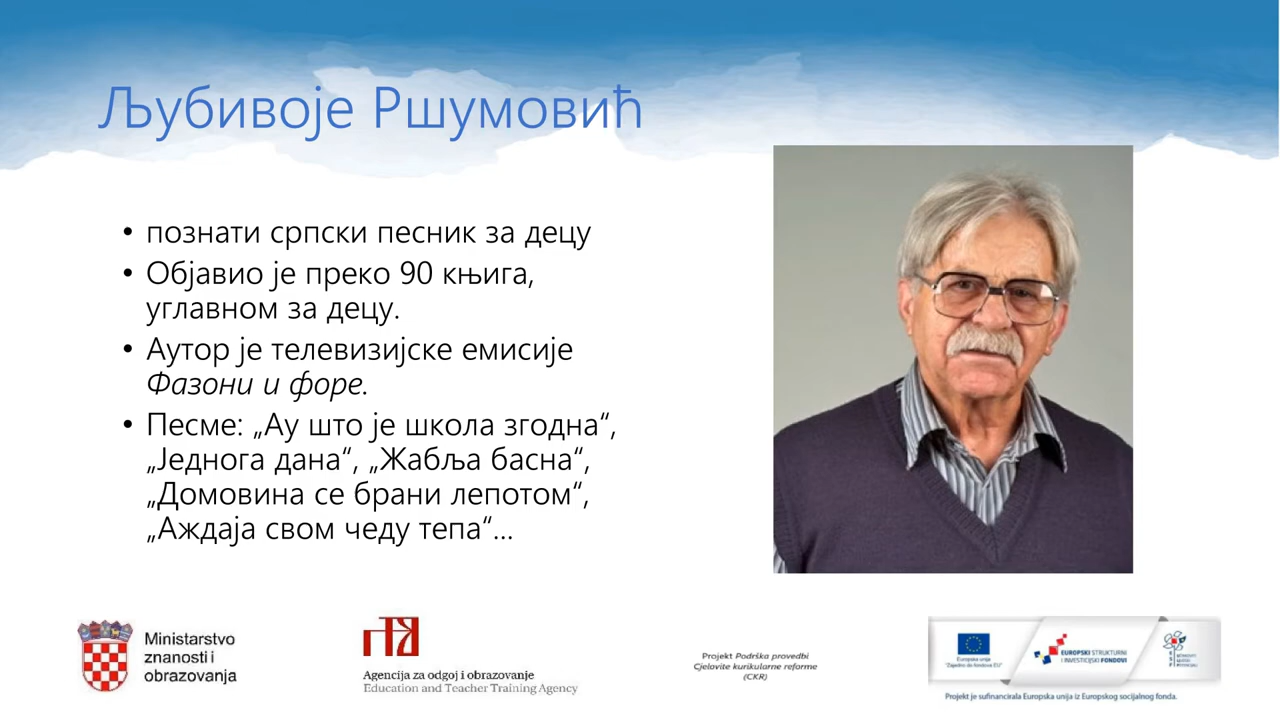 Љубивоје Ршумовић
• познати српски песник за децу
• Објавио је преко 90 књига,
углавном за децу.
• Аутор је телевизијске емисије
Фазони и форе.
• Песме: „Ау што је школа згодна“,
„Једнога дана“, „Жабља басна“,
„Домовина се брани лепотом“,
„Аждаја свом чеду тепа“...
Ministarstvo
znanosti i
obrazovanja
Agencija za odgoj i obrazovanje
Education and Teacher Training Agency
Projekt Podrška provedbi
Cjelovite kurikularne reforme
(CKR)
Europska unija
"Zajedno do fondova EU"
EUROPSKI STRUKTURNI
I INVESTICIJSKI FONDOVI
Projekt je sufinancirala Europska unija iz Europskog socijalnog fonda.